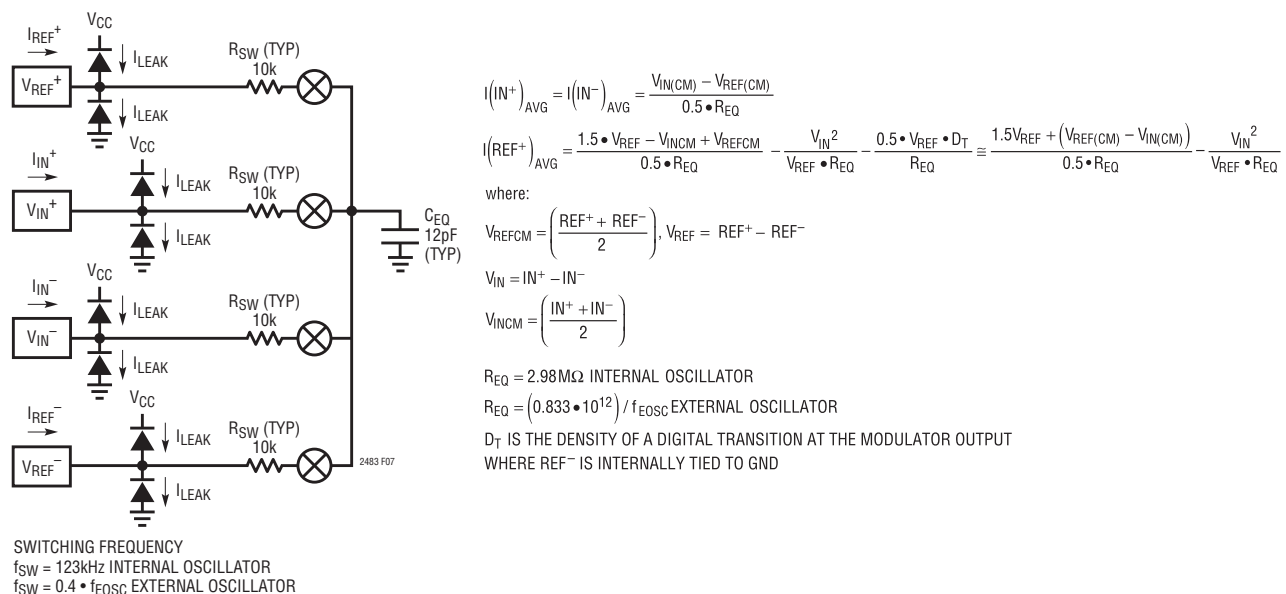 I_REF⁺
V_CC
I_LEAK
V_REF⁺
I_LEAK
R_SW (TYP)
10k
I_IN⁺
V_CC
I_LEAK
V_IN⁺
I_LEAK
R_SW (TYP)
10k
C_EQ
12pF
(TYP)
I_IN⁻
V_CC
I_LEAK
V_IN⁻
I_LEAK
R_SW (TYP)
10k
I_REF⁻
V_CC
I_LEAK
V_REF⁻
I_LEAK
R_SW (TYP)
10k
2483 F07
SWITCHING FREQUENCY
f_SW = 123kHz INTERNAL OSCILLATOR
f_SW = 0.4 • f_EOSC EXTERNAL OSCILLATOR
I(IN⁺)_AVG = I(IN⁻)_AVG = (V_IN(CM) − V_REF(CM)) / (0.5 • R_EQ)
I(REF⁺)_AVG = (1.5 • V_REF − V_INCM + V_REFCM) / (0.5 • R_EQ) − V_IN² / (V_REF • R_EQ) − (0.5 • V_REF • D_T) / R_EQ ≅ (1.5V_REF + (V_REF(CM) − V_IN(CM))) / (0.5 • R_EQ) − V_IN² / (V_REF • R_EQ)
where:
V_REFCM = ((REF⁺ + REF⁻) / 2), V_REF = REF⁺ − REF⁻
V_IN = IN⁺ − IN⁻
V_INCM = ((IN⁺ + IN⁻) / 2)
R_EQ = 2.98MΩ INTERNAL OSCILLATOR
R_EQ = (0.833 • 10¹²) / f_EOSC EXTERNAL OSCILLATOR
D_T IS THE DENSITY OF A DIGITAL TRANSITION AT THE MODULATOR OUTPUT
WHERE REF⁻ IS INTERNALLY TIED TO GND